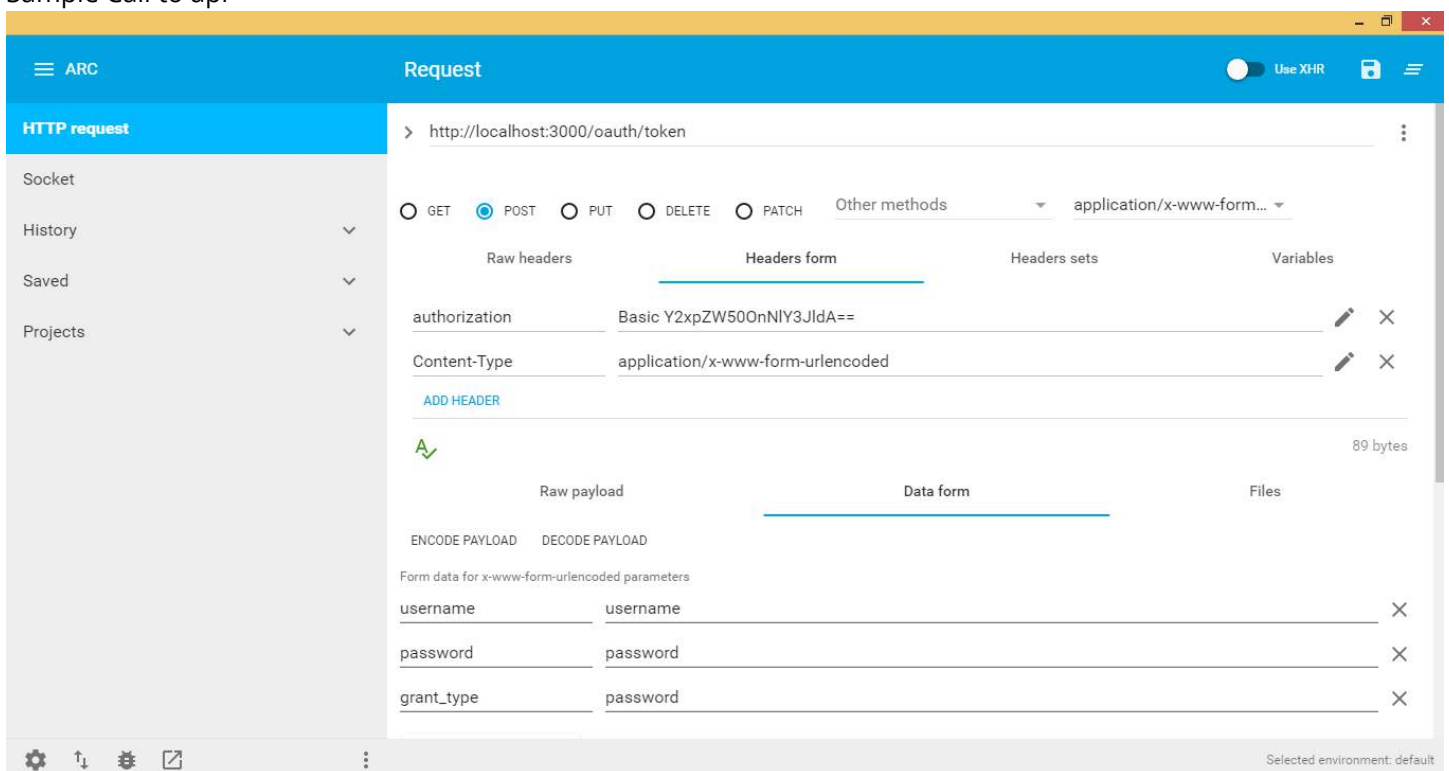 Sample Call to api
ARC
Request
Use XHR
HTTP request
http://localhost:3000/oauth/token
Socket
GET POST PUT DELETE PATCH Other methods application/x-www-form...
History
Raw headers Headers form Headers sets Variables
Saved
authorization Basic Y2xpZW50OnNlY3JldA==
Projects
Content-Type application/x-www-form-urlencoded
ADD HEADER
89 bytes
Raw payload Data form Files
ENCODE PAYLOAD DECODE PAYLOAD
Form data for x-www-form-urlencoded parameters
username username
password password
grant_type password
Selected environment: default